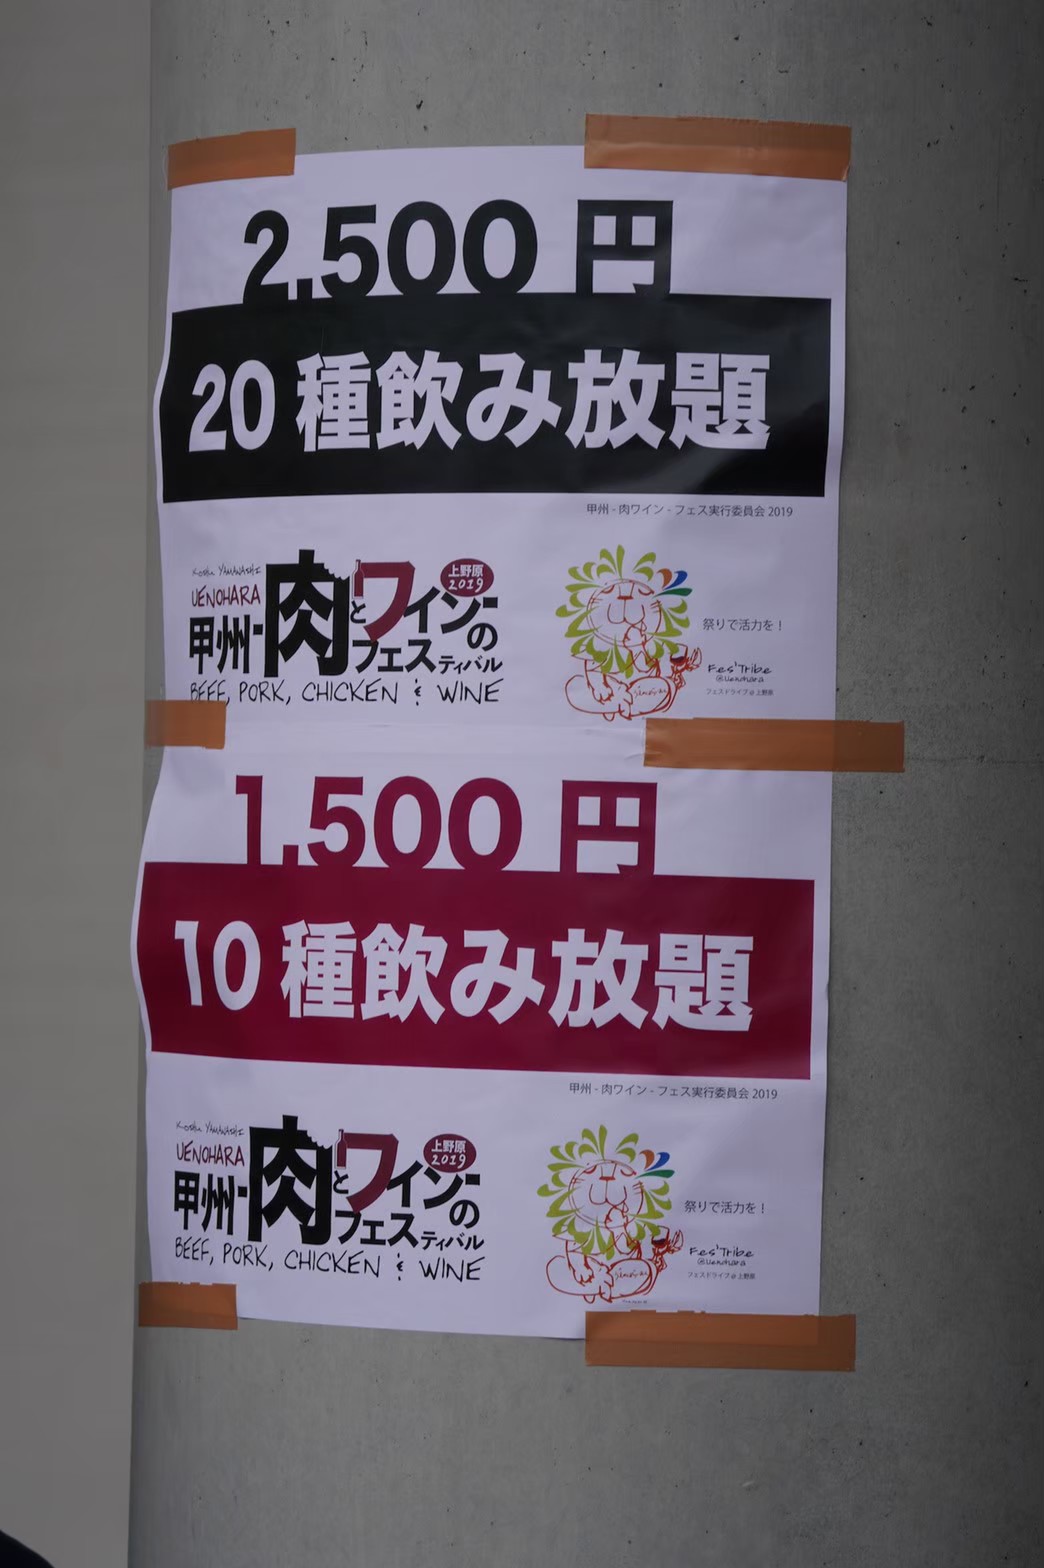 2,500 円
20 種飲み放題
甲州 - 肉ワイン - フェス実行委員会 2019
Koshu Yamanashi
UENOHARA
甲州・肉とワインの
上野原
2019
フェスティバル
BEEF, PORK, CHICKEN & WINE
祭りで活力を！
Fes'Tribe
@Uenohara
フェスドライブ@上野原
1,500 円
10 種飲み放題
甲州 - 肉ワイン - フェス実行委員会 2019
Koshu Yamanashi
UENOHARA
甲州・肉とワインの
上野原
2019
フェスティバル
BEEF, PORK, CHICKEN & WINE
祭りで活力を！
Fes'Tribe
@Uenohara
フェスドライブ@上野原